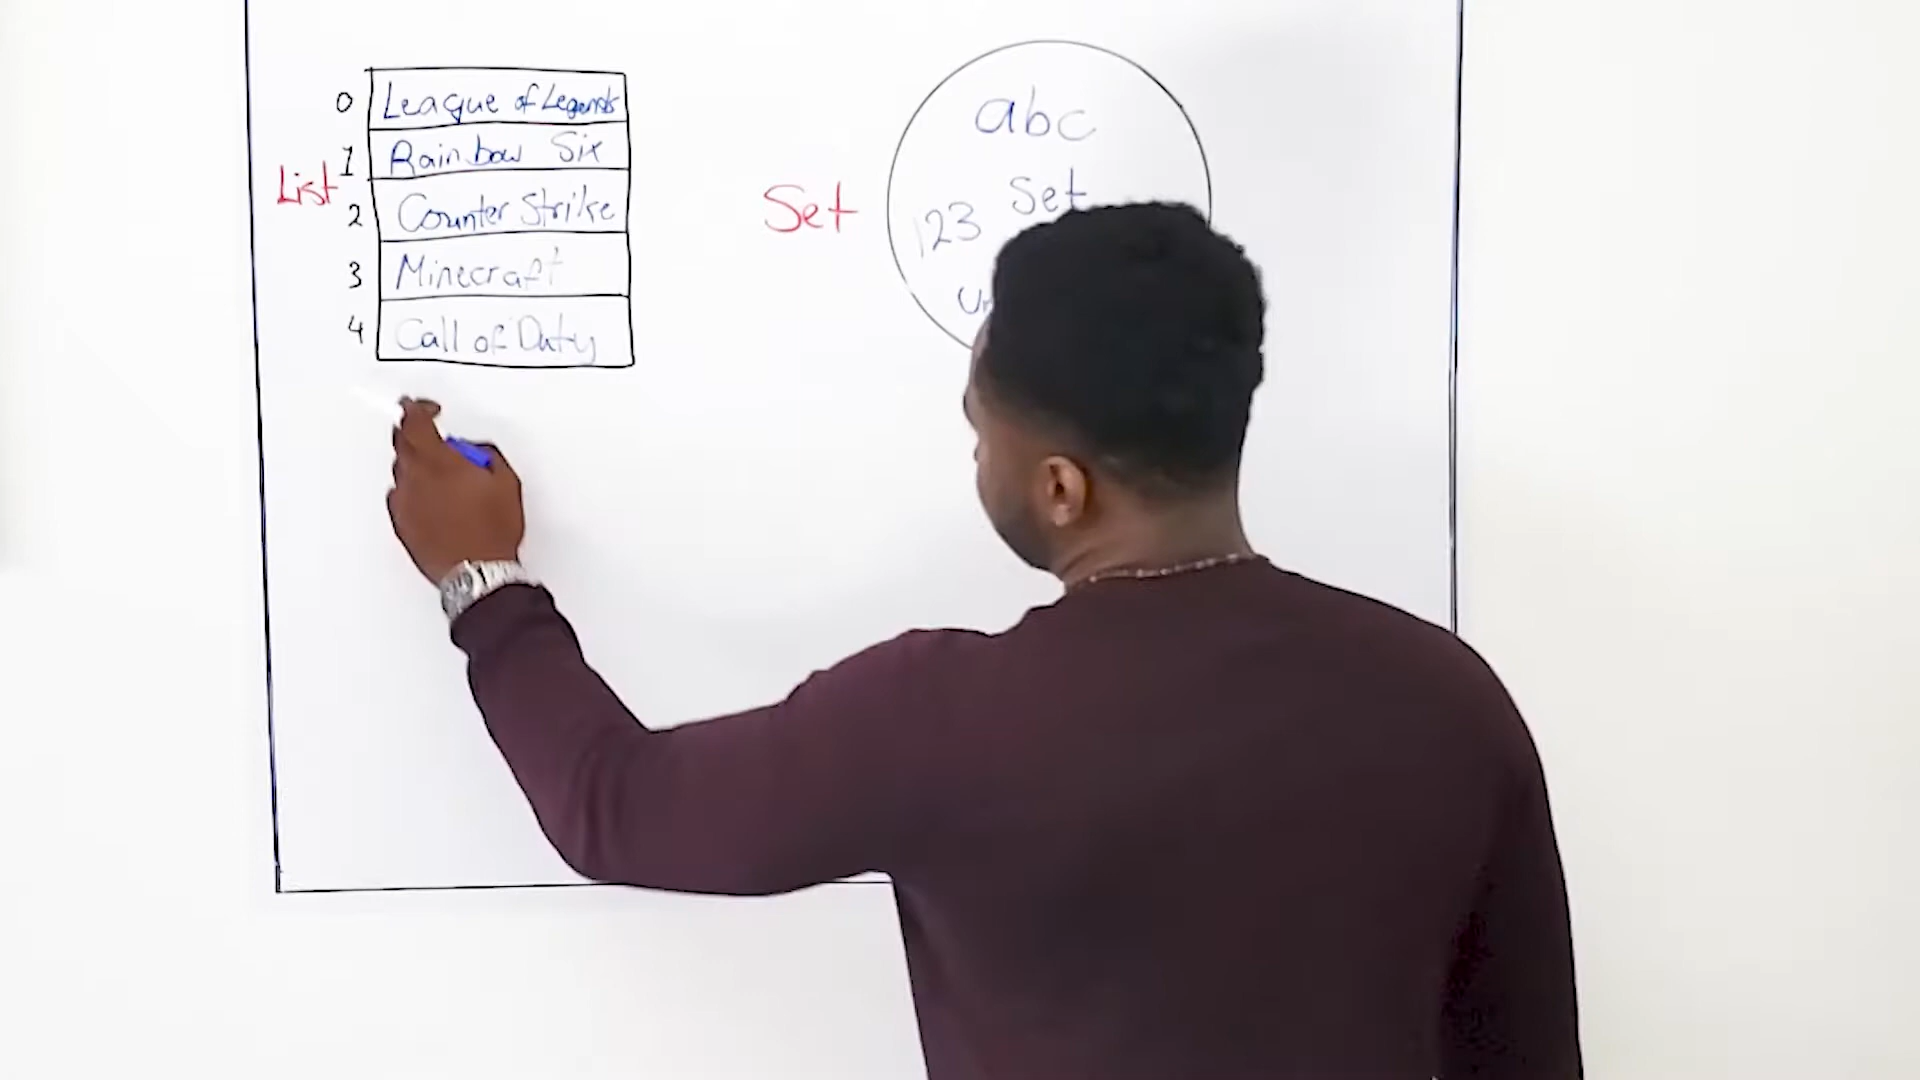 0 League of Legends
1 Rainbow Six
List
2 Counter Strike
3 Minecraft
4 Call of Duty
Set
abc
Set
123